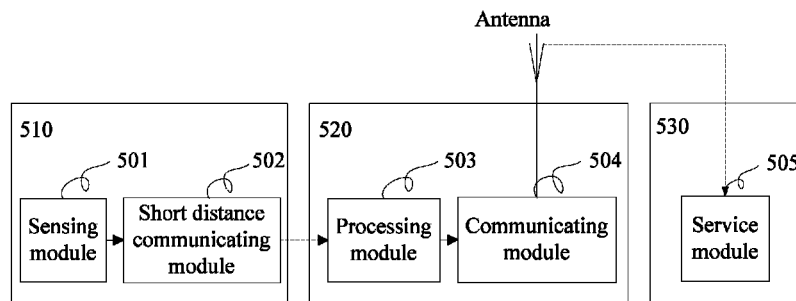 Antenna
510
520
530
501
502
503
504
505
Sensing
module
Short distance
communicating
module
Processing
module
Communicating
module
Service
module